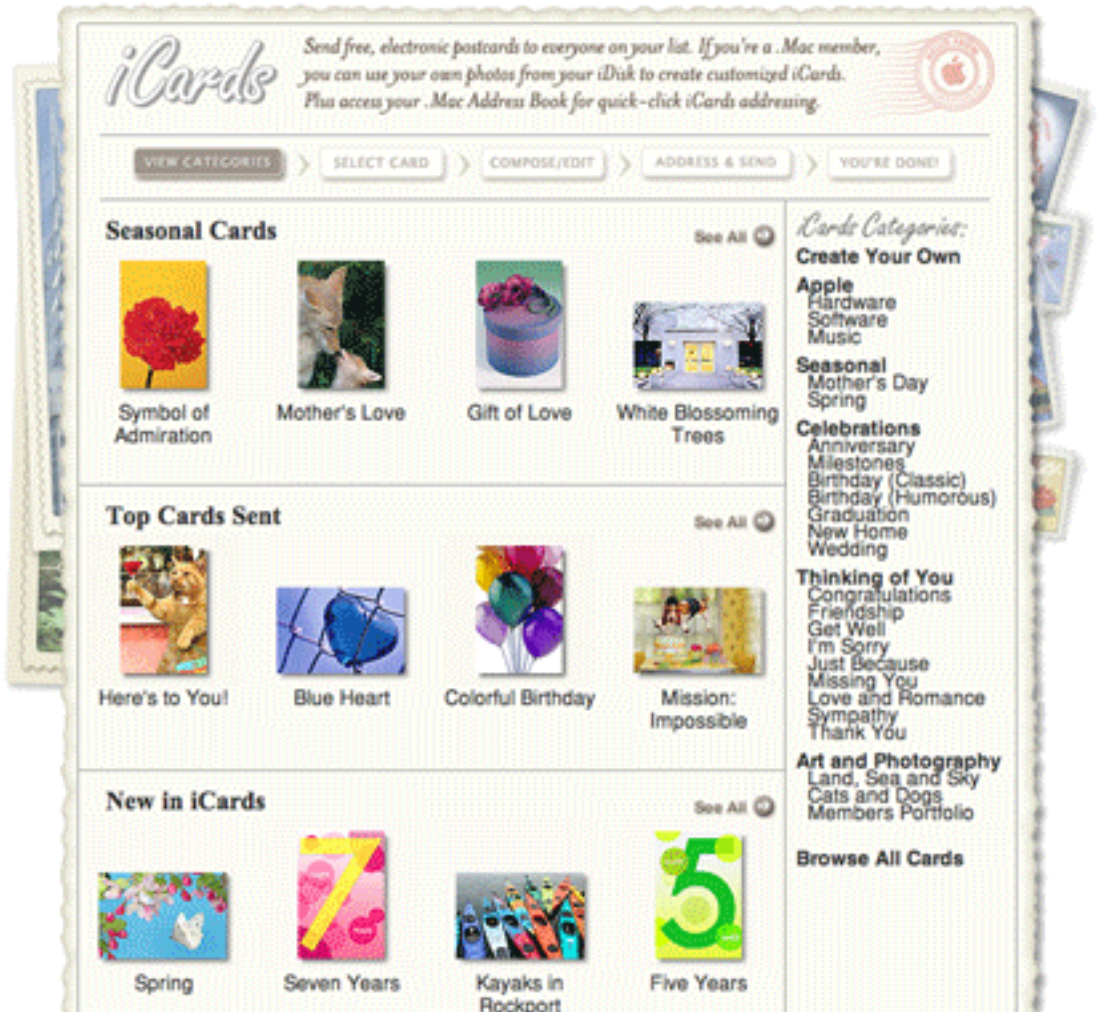 iCards
Send free, electronic postcards to everyone on your list. If you're a .Mac member,
you can use your own photos from your iDisk to create customized iCards.
Plus access your .Mac Address Book for quick-click iCards addressing.
VIEW CATEGORIES
SELECT CARD
COMPOSE/EDIT
ADDRESS & SEND
YOU'RE DONE!
Seasonal Cards
See All
Symbol of
Admiration
Mother's Love
Gift of Love
White Blossoming
Trees
Top Cards Sent
See All
Here's to You!
Blue Heart
Colorful Birthday
Mission:
Impossible
New in iCards
See All
7
5
Spring
Seven Years
Kayaks in
Rockport
Five Years
iCards Categories:
Create Your Own
Apple
Hardware
Software
Music
Seasonal
Mother's Day
Spring
Celebrations
Anniversary
Milestones
Birthday (Classic)
Birthday (Humorous)
Graduation
New Home
Wedding
Thinking of You
Congratulations
Friendship
Get Well
I'm Sorry
Just Because
Missing You
Love and Romance
Sympathy
Thank You
Art and Photography
Land, Sea and Sky
Cats and Dogs
Members Portfolio
Browse All Cards